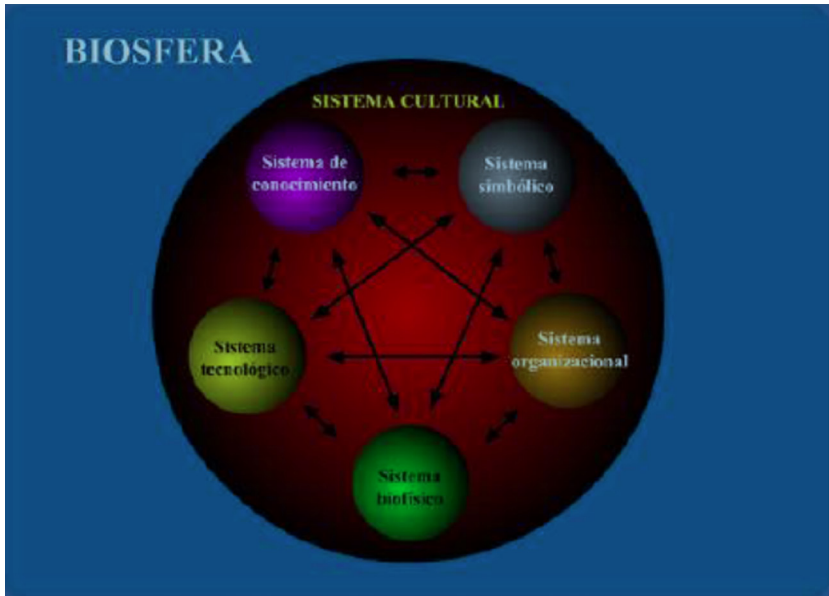 BIOSFERA
SISTEMA CULTURAL
Sistema de
conocimiento
Sistema
simbólico
Sistema
tecnológico
Sistema
organizacional
Sistema
biofísico